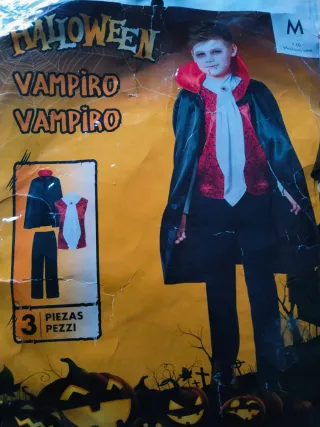 HALLOWEEN
M
VAMPIRO
VAMPIRO
3 PIEZAS
PEZZI